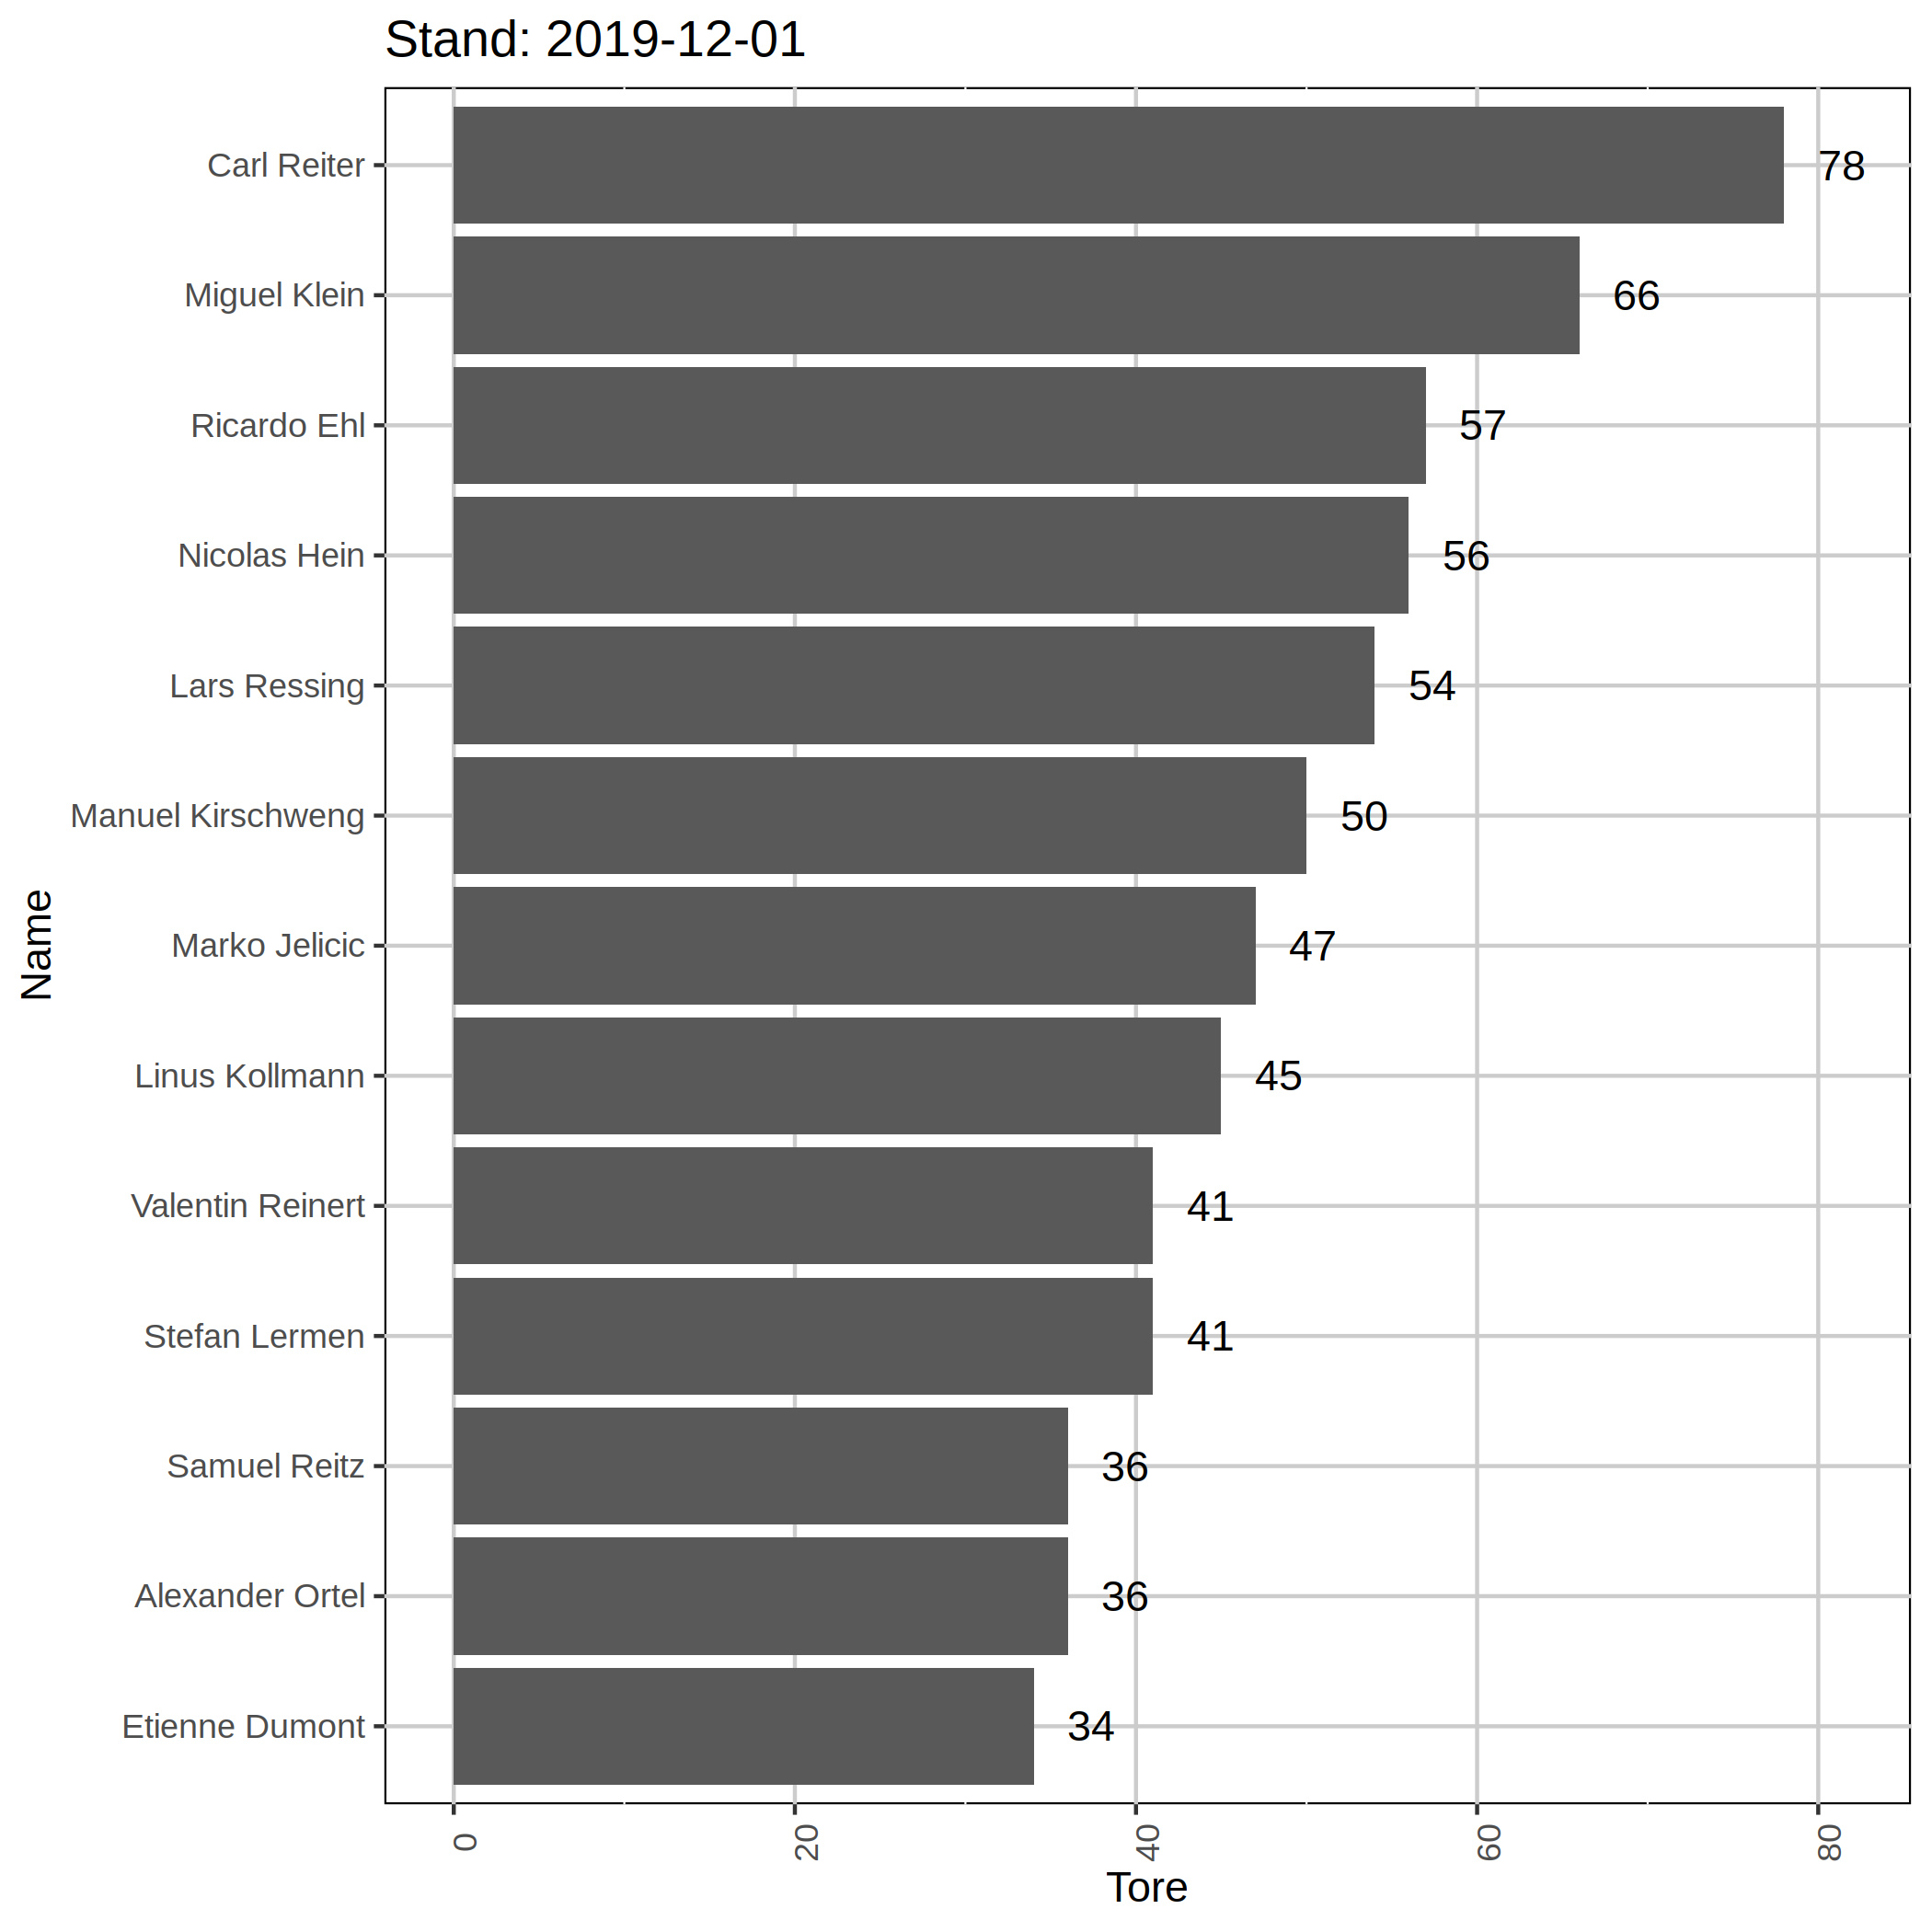 Stand: 2019-12-01
Carl Reiter 78
Miguel Klein 66
Ricardo Ehl 57
Nicolas Hein 56
Lars Ressing 54
Manuel Kirschweng 50
Marko Jelicic 47
Linus Kollmann 45
Valentin Reinert 41
Stefan Lermen 41
Samuel Reitz 36
Alexander Ortel 36
Etienne Dumont 34
Name
0 20 40 60 80
Tore